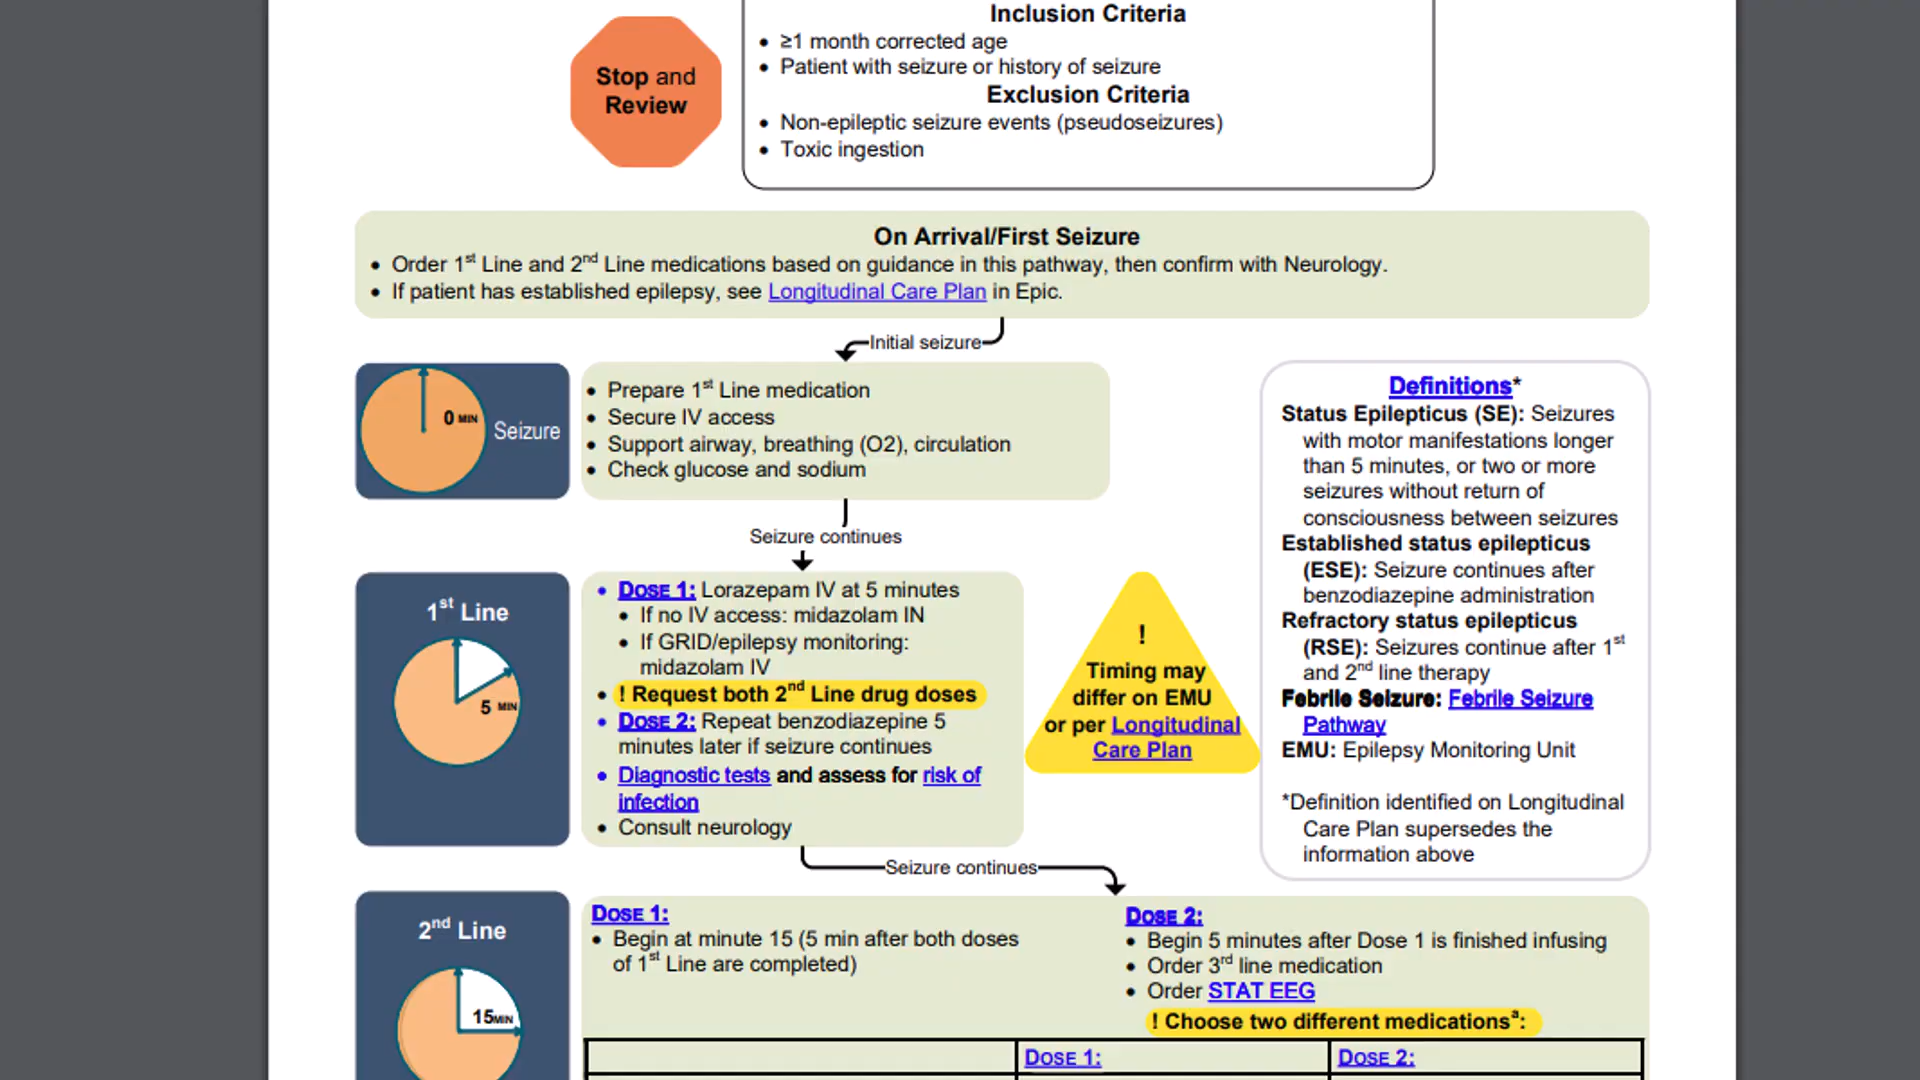 Inclusion Criteria
• ≥1 month corrected age
• Patient with seizure or history of seizure
Exclusion Criteria
• Non-epileptic seizure events (pseudoseizures)
• Toxic ingestion
Stop and
Review
On Arrival/First Seizure
• Order 1st Line and 2nd Line medications based on guidance in this pathway, then confirm with Neurology.
• If patient has established epilepsy, see Longitudinal Care Plan in Epic.
Initial seizure
0 MIN
Seizure
• Prepare 1st Line medication
• Secure IV access
• Support airway, breathing (O2), circulation
• Check glucose and sodium
Seizure continues
1st Line
5 MIN
• DOSE 1: Lorazepam IV at 5 minutes
• If no IV access: midazolam IN
• If GRID/epilepsy monitoring:
midazolam IV
• ! Request both 2nd Line drug doses
• DOSE 2: Repeat benzodiazepine 5
minutes later if seizure continues
• Diagnostic tests and assess for risk of
infection
• Consult neurology
!
Timing may
differ on EMU
or per Longitudinal
Care Plan
Definitions*
Status Epilepticus (SE): Seizures
with motor manifestations longer
than 5 minutes, or two or more
seizures without return of
consciousness between seizures
Established status epilepticus
(ESE): Seizure continues after
benzodiazepine administration
Refractory status epilepticus
(RSE): Seizures continue after 1st
and 2nd line therapy
Febrile Seizure: Febrile Seizure
Pathway
EMU: Epilepsy Monitoring Unit
*Definition identified on Longitudinal
Care Plan supersedes the
information above
Seizure continues
2nd Line
15MIN
DOSE 1:
• Begin at minute 15 (5 min after both doses
of 1st Line are completed)
DOSE 2:
• Begin 5 minutes after Dose 1 is finished infusing
• Order 3rd line medication
• Order STAT EEG
! Choose two different medicationsa:
DOSE 1:
DOSE 2: